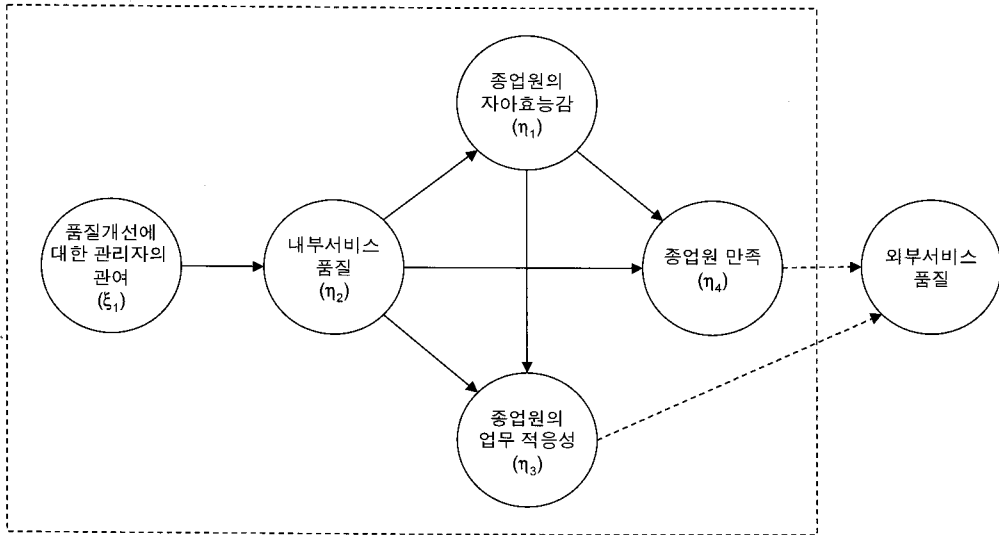 종업원의
자아효능감
(η₁)
품질개선에
대한 관리자의
관여
(ξ₁)
내부서비스
품질
(η₂)
종업원 만족
(η₄)
외부서비스
품질
종업원의
업무 적응성
(η₃)